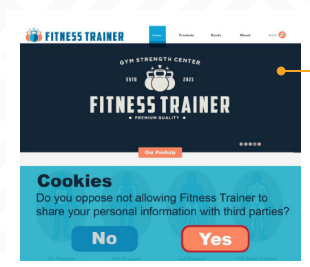 FITNESS TRAINER
Home Products Deals About
GYM STRENGTH CENTER
ESTD 2021
FITNESS TRAINER
• PREMIUM QUALITY •
Our Products
Cookies
Do you oppose not allowing Fitness Trainer to
share your personal information with third parties?
No Yes